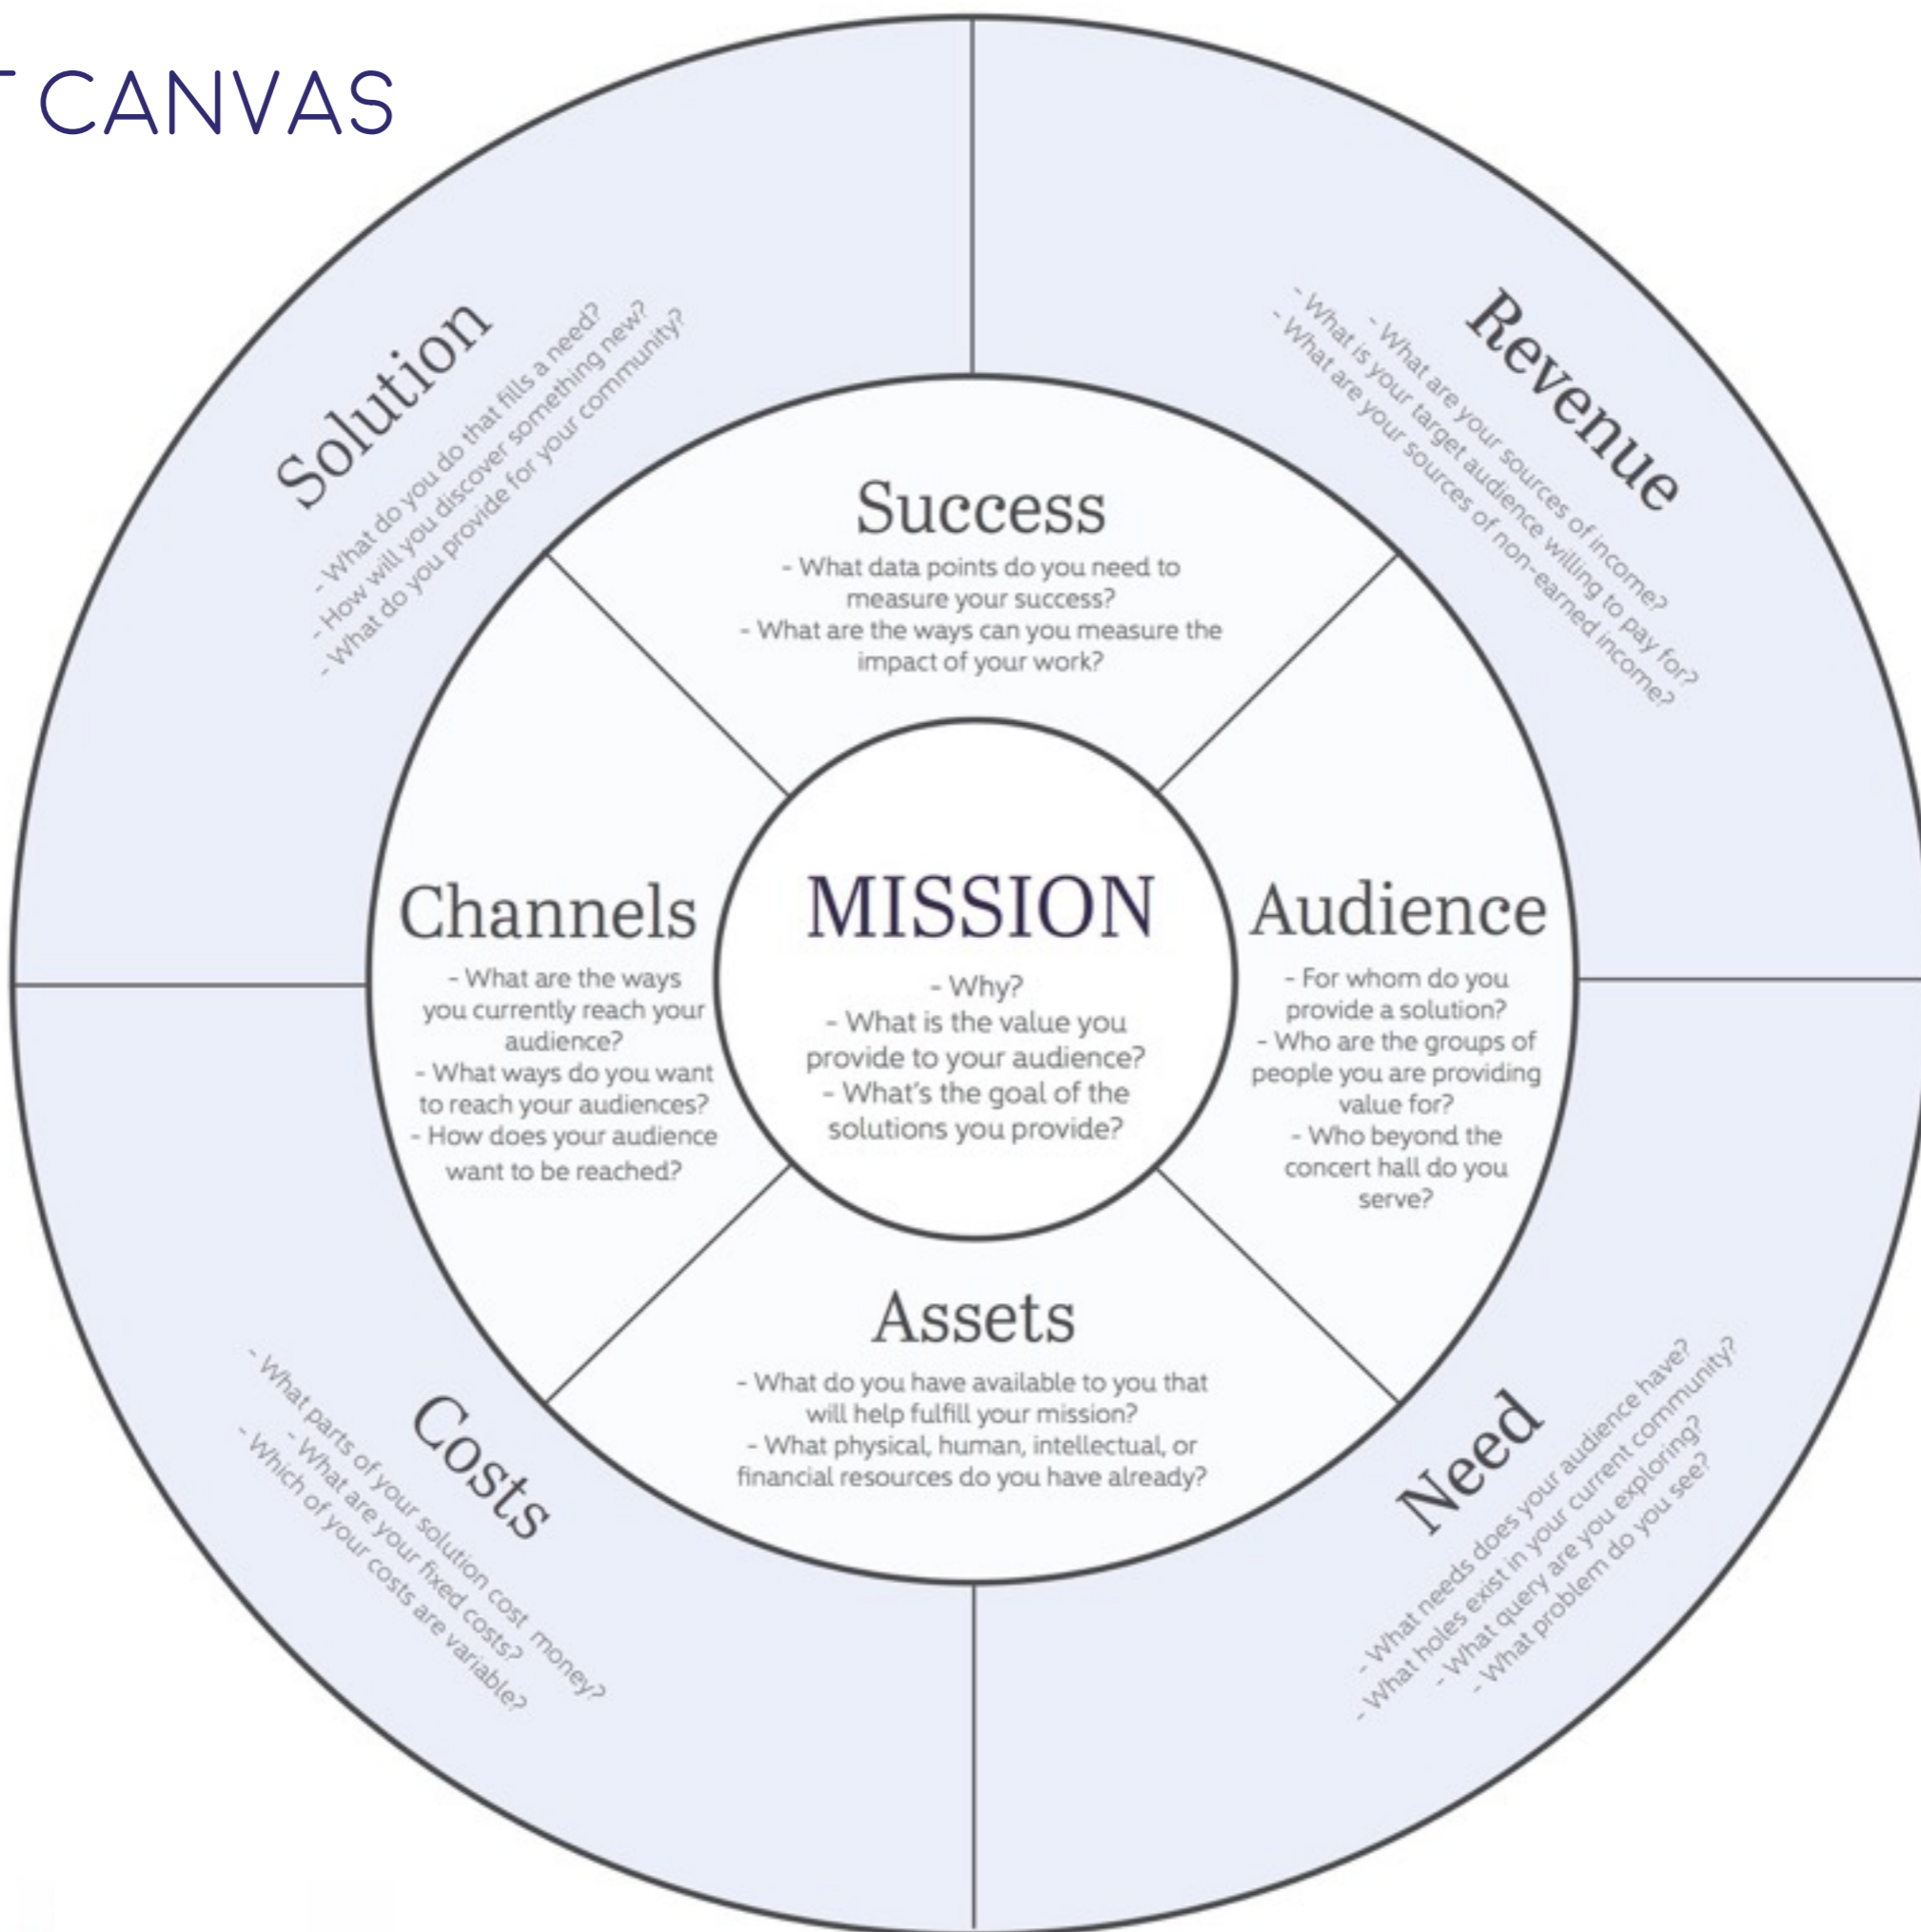 CANVAS
Solution
- What do you do that fills a need?
- How will you discover something new?
- What do you provide for your community?
Revenue
- What are your sources of income?
- What is your target audience willing to pay for?
- What are your sources of non-earned income?
Success
- What data points do you need to
measure your success?
- What are the ways can you measure the
impact of your work?
Channels
- What are the ways
you currently reach your
audience?
- What ways do you want
to reach your audiences?
- How does your audience
want to be reached?
MISSION
- Why?
- What is the value you
provide to your audience?
- What's the goal of the
solutions you provide?
Audience
- For whom do you
provide a solution?
- Who are the groups of
people you are providing
value for?
- Who beyond the
concert hall do you
serve?
Assets
- What do you have available to you that
will help fulfill your mission?
- What physical, human, intellectual, or
financial resources do you have already?
Costs
- What parts of your solution cost money?
- What are your fixed costs?
- Which of your costs are variable?
Need
- What needs does your audience have?
- What holes exist in your current community?
- What query are you exploring?
- What problem do you see?